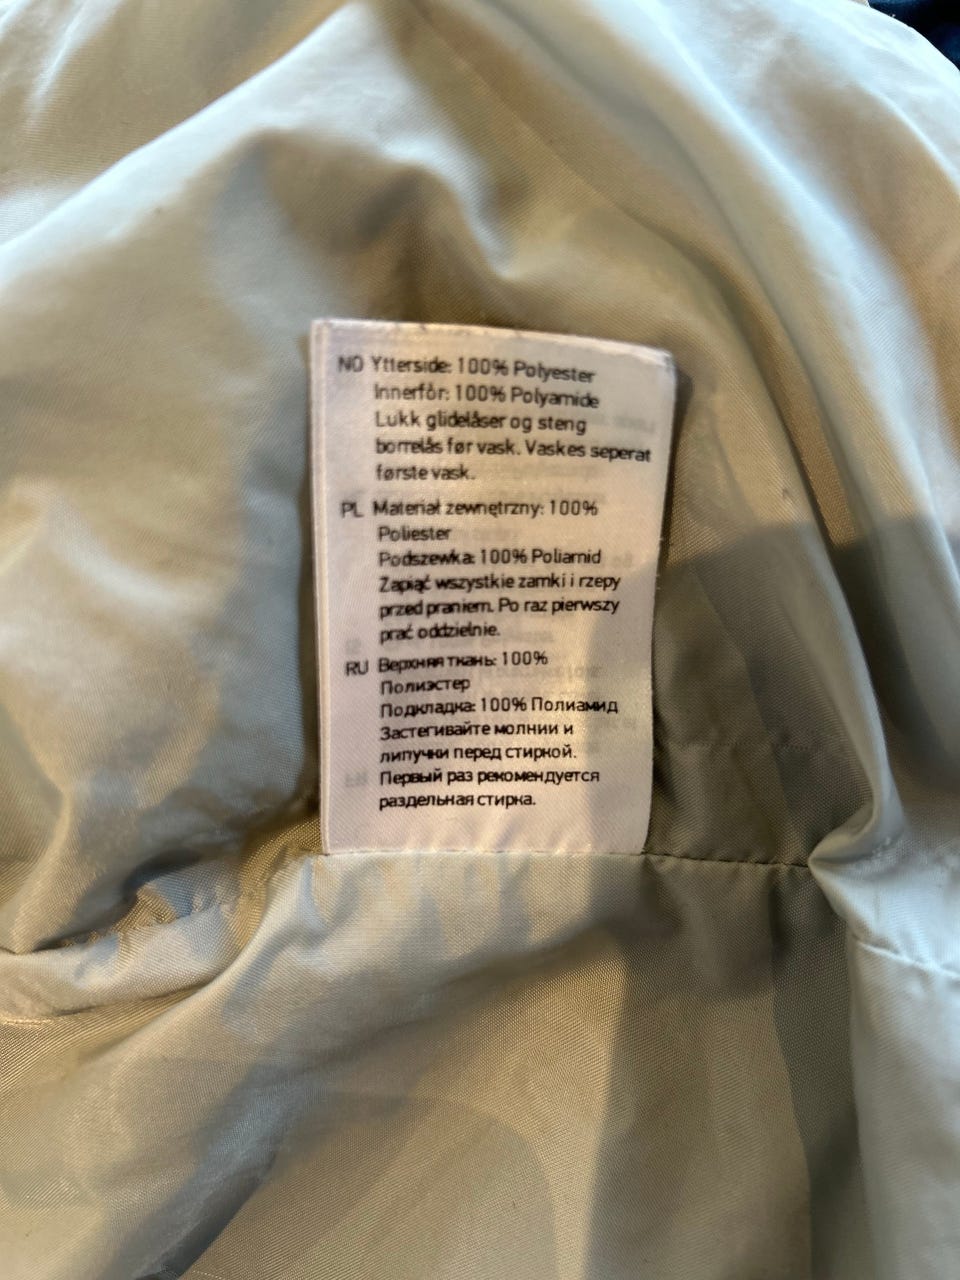 NO Ytterside: 100% Polyester
Innerfôr: 100% Polyamide
Lukk glidelåser og steng
borrelås før vask. Vaskes seperat
første vask.
PL Materiał zewnętrzny: 100%
Poliester
Podszewka: 100% Poliamid
Zapiąć wszystkie zamki i rzepy
przed praniem. Po raz pierwszy
prać oddzielnie.
RU Верхняя ткань: 100%
Полиэстер
Подкладка: 100% Полиамид
Застегивайте молнии и
липучки перед стиркой.
Первый раз рекомендуется
раздельная стирка.